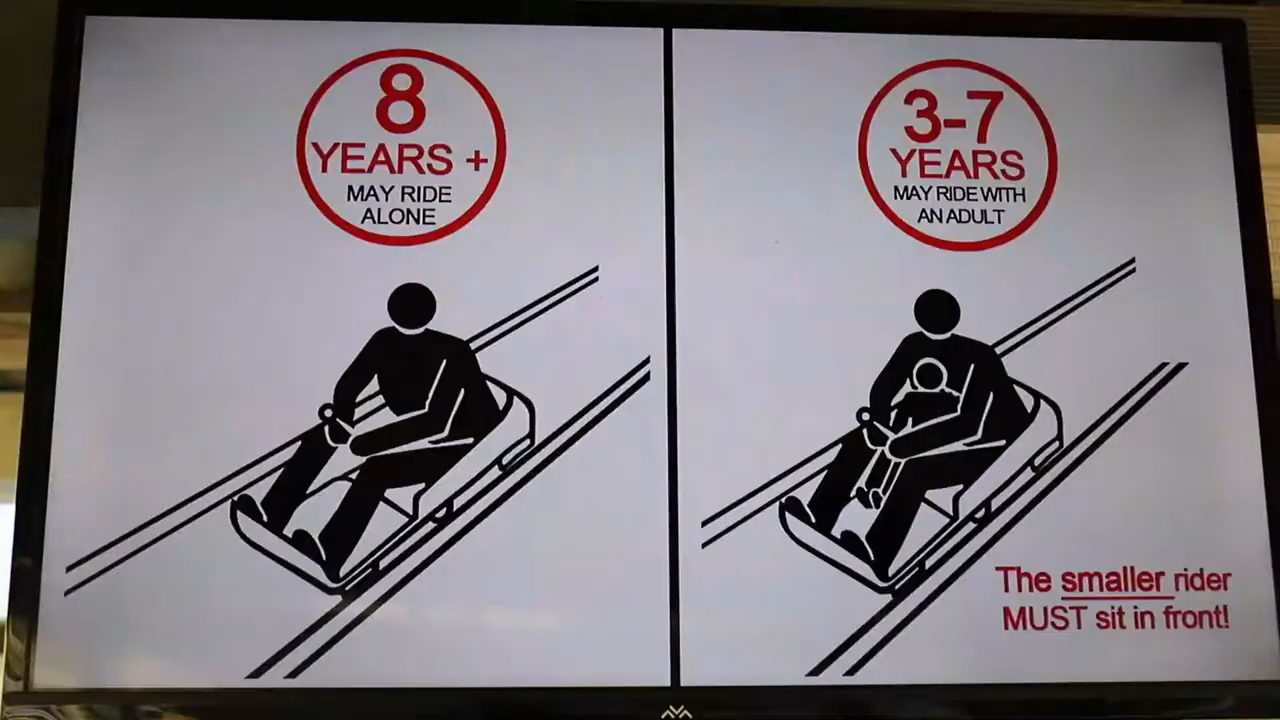 8
YEARS +
MAY RIDE
ALONE
3-7
YEARS
MAY RIDE WITH
AN ADULT
The smaller rider
MUST sit in front!